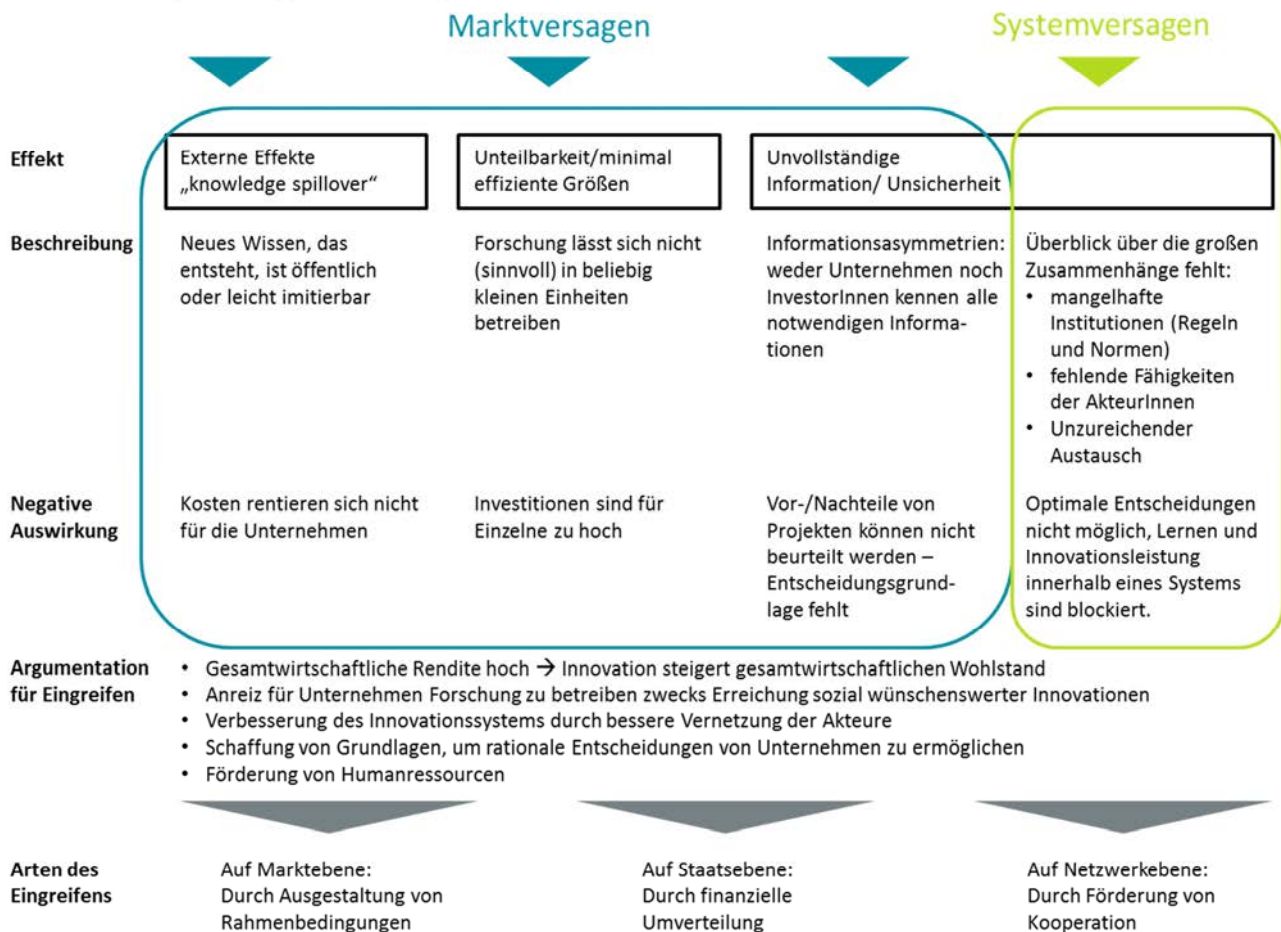 Marktversagen
Systemversagen
Effekt
Externe Effekte
„knowledge spillover“
Unteilbarkeit/minimal
effiziente Größen
Unvollständige
Information/ Unsicherheit
Beschreibung
Neues Wissen, das
entsteht, ist öffentlich
oder leicht imitierbar
Forschung lässt sich nicht
(sinnvoll) in beliebig
kleinen Einheiten
betreiben
Informationsasymmetrien:
weder Unternehmen noch
InvestorInnen kennen alle
notwendigen Informa-
tionen
Überblick über die großen
Zusammenhänge fehlt:
• mangelhafte
Institutionen (Regeln
und Normen)
• fehlende Fähigkeiten
der AkteurInnen
• Unzureichender
Austausch
Negative
Auswirkung
Kosten rentieren sich nicht
für die Unternehmen
Investitionen sind für
Einzelne zu hoch
Vor-/Nachteile von
Projekten können nicht
beurteilt werden –
Entscheidungsgrund-
lage fehlt
Optimale Entscheidungen
nicht möglich, Lernen und
Innovationsleistung
innerhalb eines Systems
sind blockiert.
Argumentation
für Eingreifen
• Gesamtwirtschaftliche Rendite hoch → Innovation steigert gesamtwirtschaftlichen Wohlstand
• Anreiz für Unternehmen Forschung zu betreiben zwecks Erreichung sozial wünschenswerter Innovationen
• Verbesserung des Innovationssystems durch bessere Vernetzung der Akteure
• Schaffung von Grundlagen, um rationale Entscheidungen von Unternehmen zu ermöglichen
• Förderung von Humanressourcen
Arten des
Eingreifens
Auf Marktebene:
Durch Ausgestaltung von
Rahmenbedingungen
Auf Staatsebene:
Durch finanzielle
Umverteilung
Auf Netzwerkebene:
Durch Förderung von
Kooperation